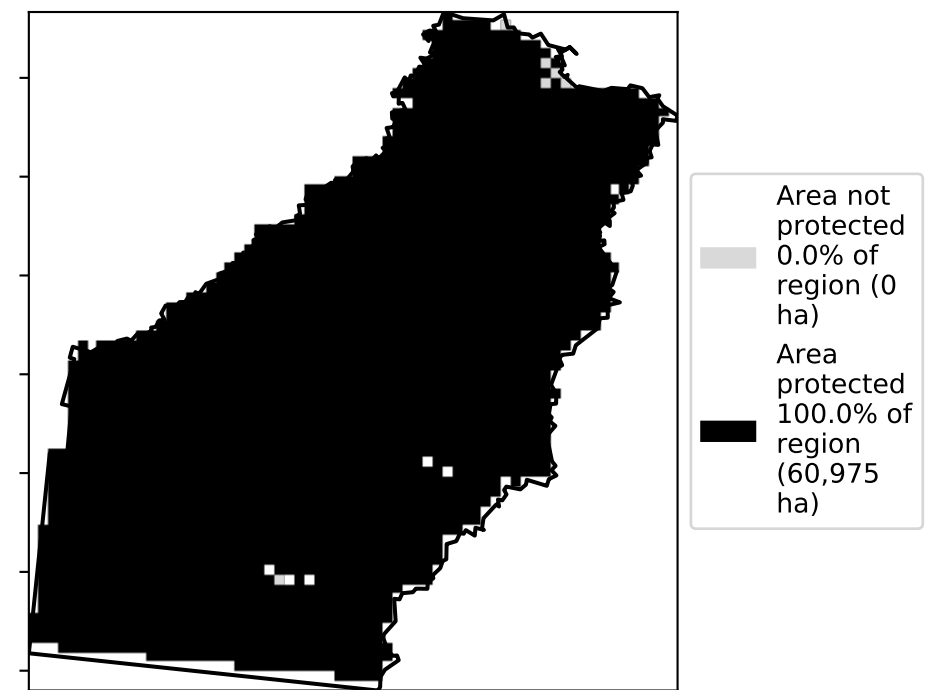 Area not
protected
0.0% of
region (0
ha)
Area
protected
100.0% of
region
(60,975
ha)